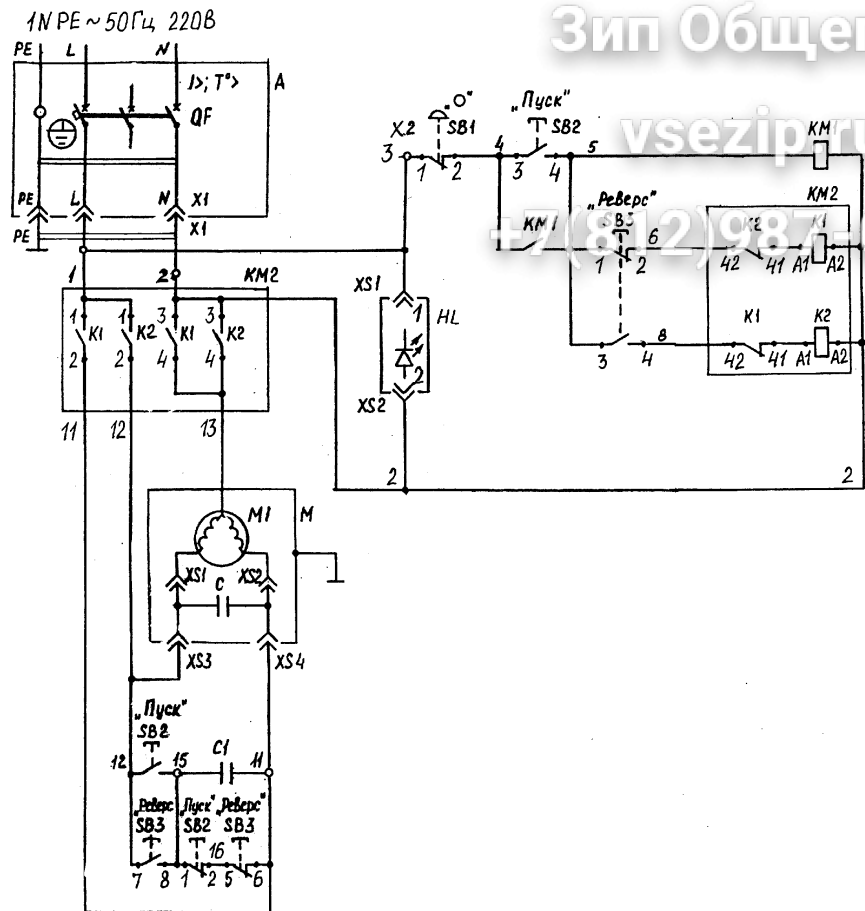 1N PE ~ 50Гц 220В
PE L N
I>; T°> A
QF
PE L N X1
PE X1
1 2 KM2
1 1 3 3
K1 K2 K1 K2
2 2 4 4
11 12 13
Зип Общеп
vsezip.ru
+7(812)987-
X2 "О" „Пуск"
3 SB1 4 SB2 5 KM1
1 2 3 4
„Реверс" KM2
KM1 SB3 6 K2 K1
1 2 42 41 A1 A2
8 K1 K2
3 4 42 41 A1 A2
XS1
1 HL
2
XS2
2 2
M1 M
XS1 C XS2
XS3 XS4
„Пуск"
SB2
12 15 C1 11
„Реверс „Пуск" „Реверс"
SB3 SB2 SB3
16
7 8 1 2 5 6